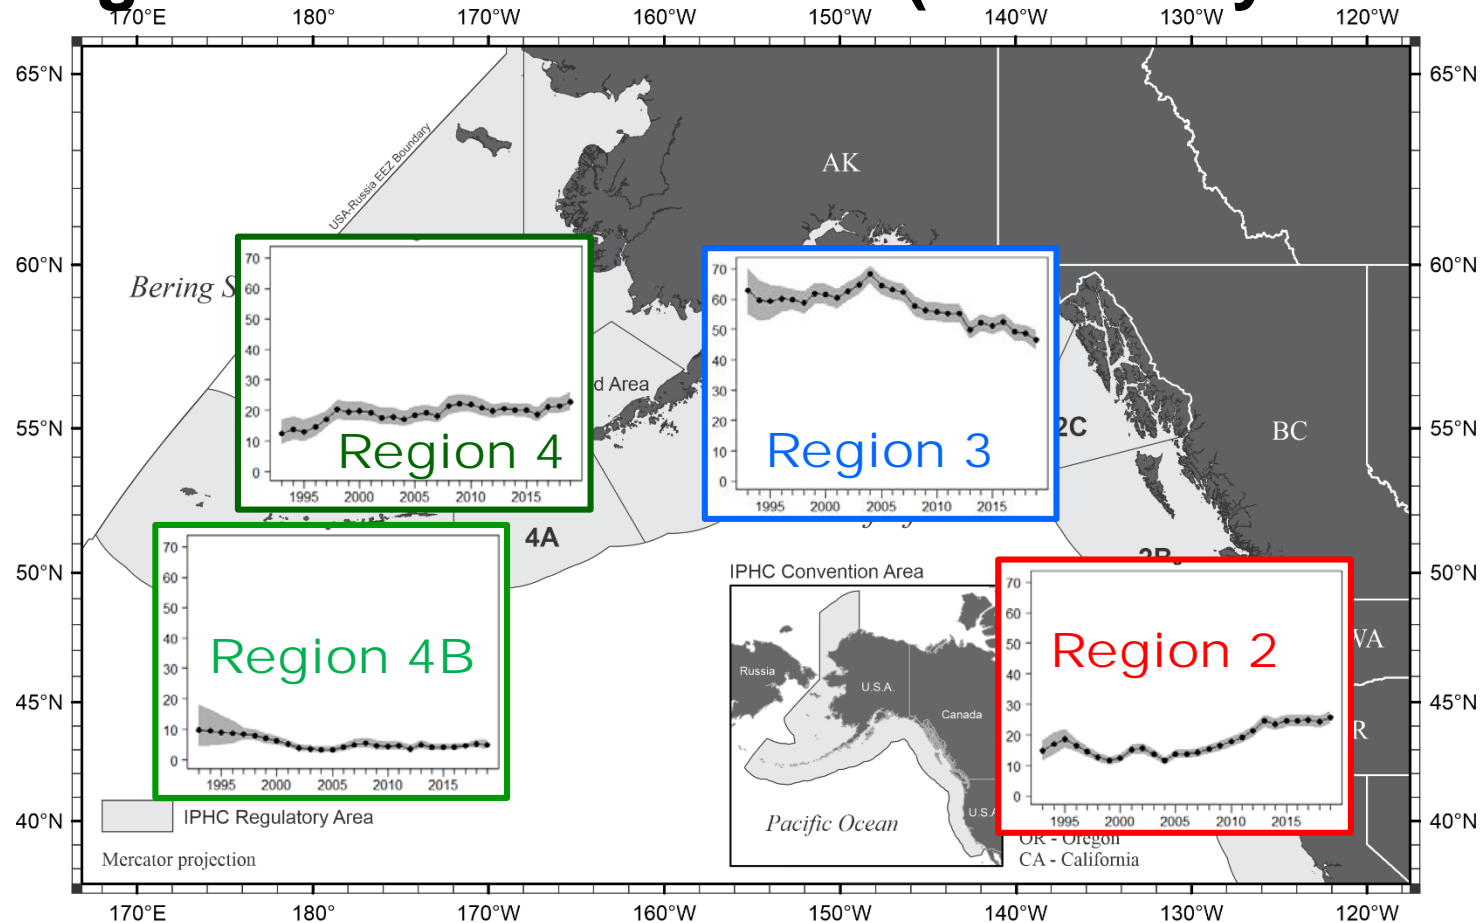 170°E 180° 170°W 160°W 150°W 140°W 130°W 120°W
65°N 65°N
USA-Russia EEZ Boundary
AK
60°N 60°N
Bering S
70
60
50
40
30
20
10
0
1995 2000 2005 2010 2015
Region 4
70
60
50
40
30
20
10
0
1995 2000 2005 2010 2015
Region 3
d Area
2C
BC
55°N 55°N
4A
2B
50°N 50°N
70
60
50
40
30
20
10
0
1995 2000 2005 2010 2015
Region 4B
IPHC Convention Area
Russia
U.S.A.
Canada
U.S.A
Pacific Ocean
70
60
50
40
30
20
10
0
1995 2000 2005 2010 2015
Region 2
WA
R
45°N 45°N
IPHC Regulatory Area
40°N 40°N
OR - Oregon
Mercator projection
CA - California
170°E 180° 170°W 160°W 150°W 140°W 130°W 120°W